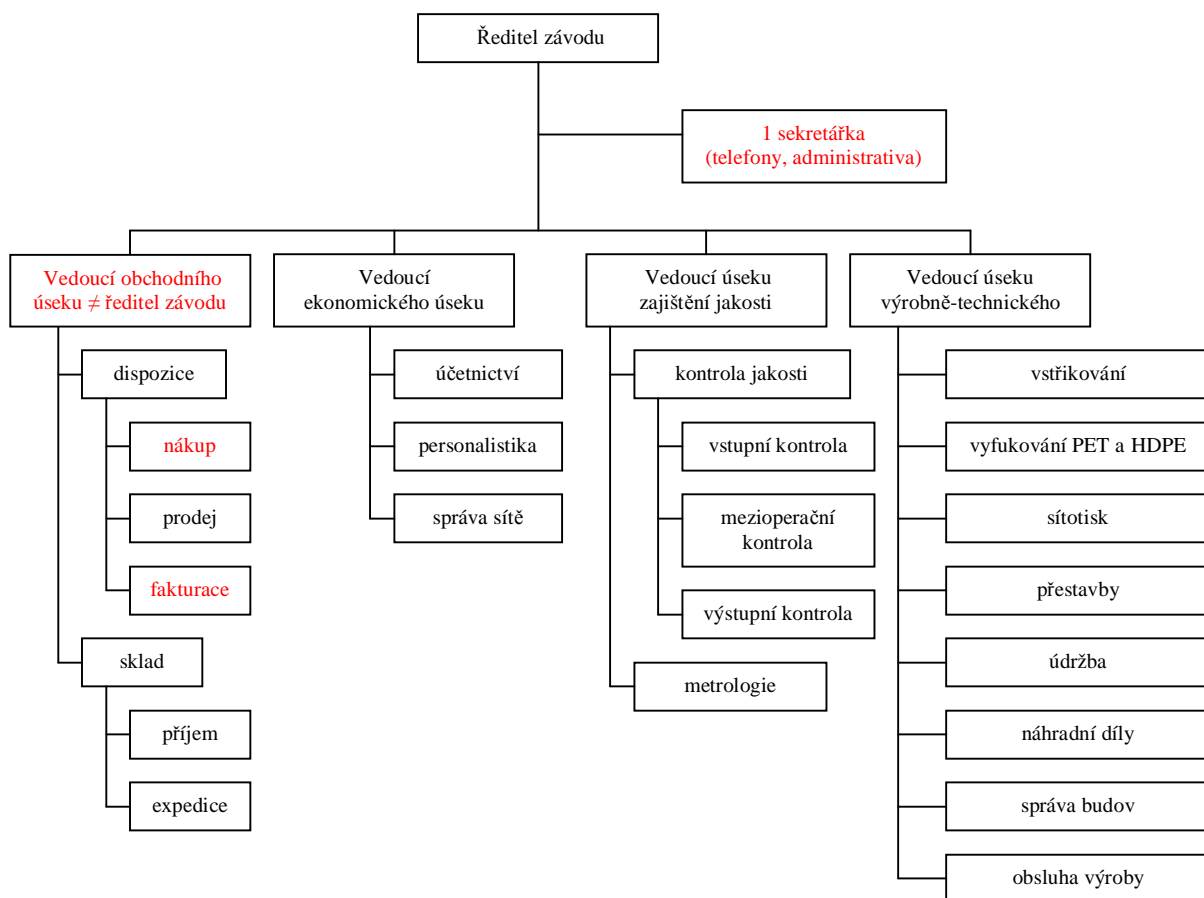 Ředitel závodu
1 sekretářka
(telefony, administrativa)
Vedoucí obchodního
úseku ≠ ředitel závodu
dispozice
nákup
prodej
fakturace
sklad
příjem
expedice
Vedoucí
ekonomického úseku
účetnictví
personalistika
správa sítě
Vedoucí úseku
zajištění jakosti
kontrola jakosti
vstupní kontrola
mezioperační
kontrola
výstupní kontrola
metrologie
Vedoucí úseku
výrobně-technického
vstřikování
vyfukování PET a HDPE
sítotisk
přestavby
údržba
náhradní díly
správa budov
obsluha výroby